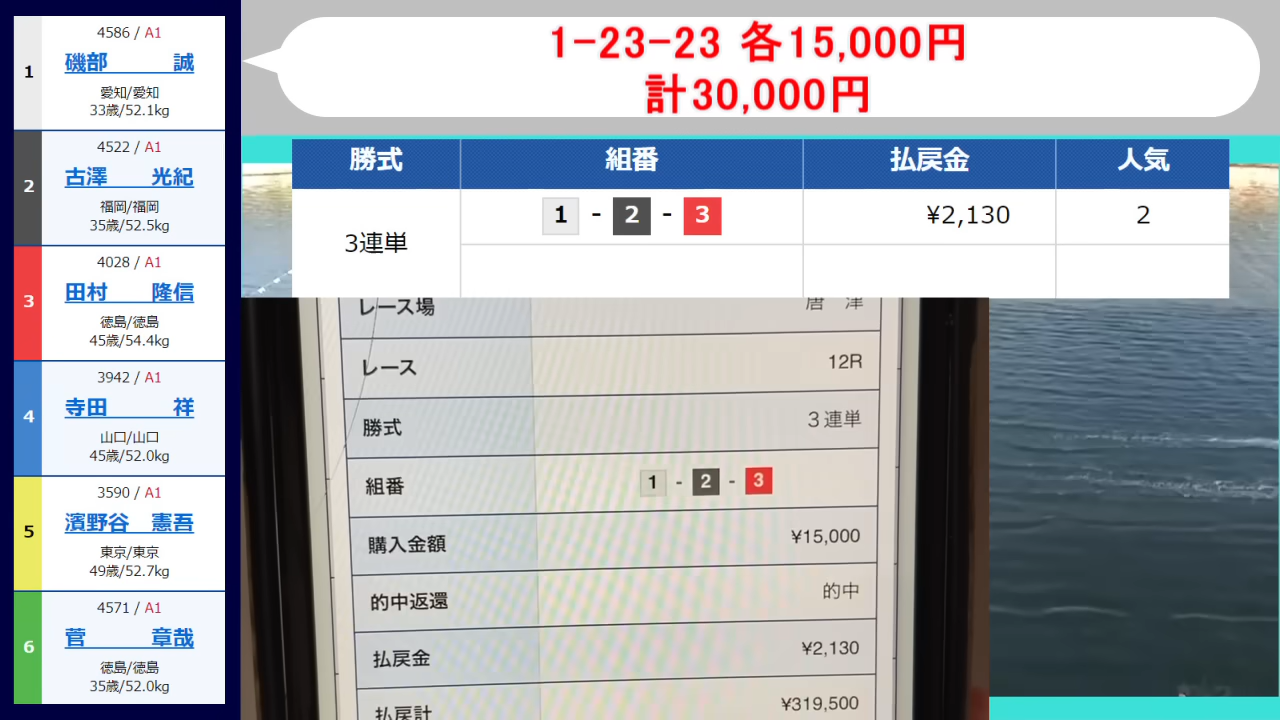 4586 / A1
1
磯部 誠
愛知/愛知
33歳/52.1kg
4522 / A1
2
古澤 光紀
福岡/福岡
35歳/52.5kg
4028 / A1
3
田村 隆信
徳島/徳島
45歳/54.4kg
3942 / A1
4
寺田 祥
山口/山口
45歳/52.0kg
3590 / A1
5
濱野谷 憲吾
東京/東京
49歳/52.7kg
4571 / A1
6
菅 章哉
徳島/徳島
35歳/52.0kg
1-23-23 各15,000円
計30,000円
勝式 組番 払戻金 人気
3連単 1 - 2 - 3 ¥2,130 2
レース場 唐 津
レース 12R
勝式 3連単
組番 1 - 2 - 3
購入金額 ¥15,000
的中返還 的中
払戻金 ¥2,130
払戻計 ¥319,500